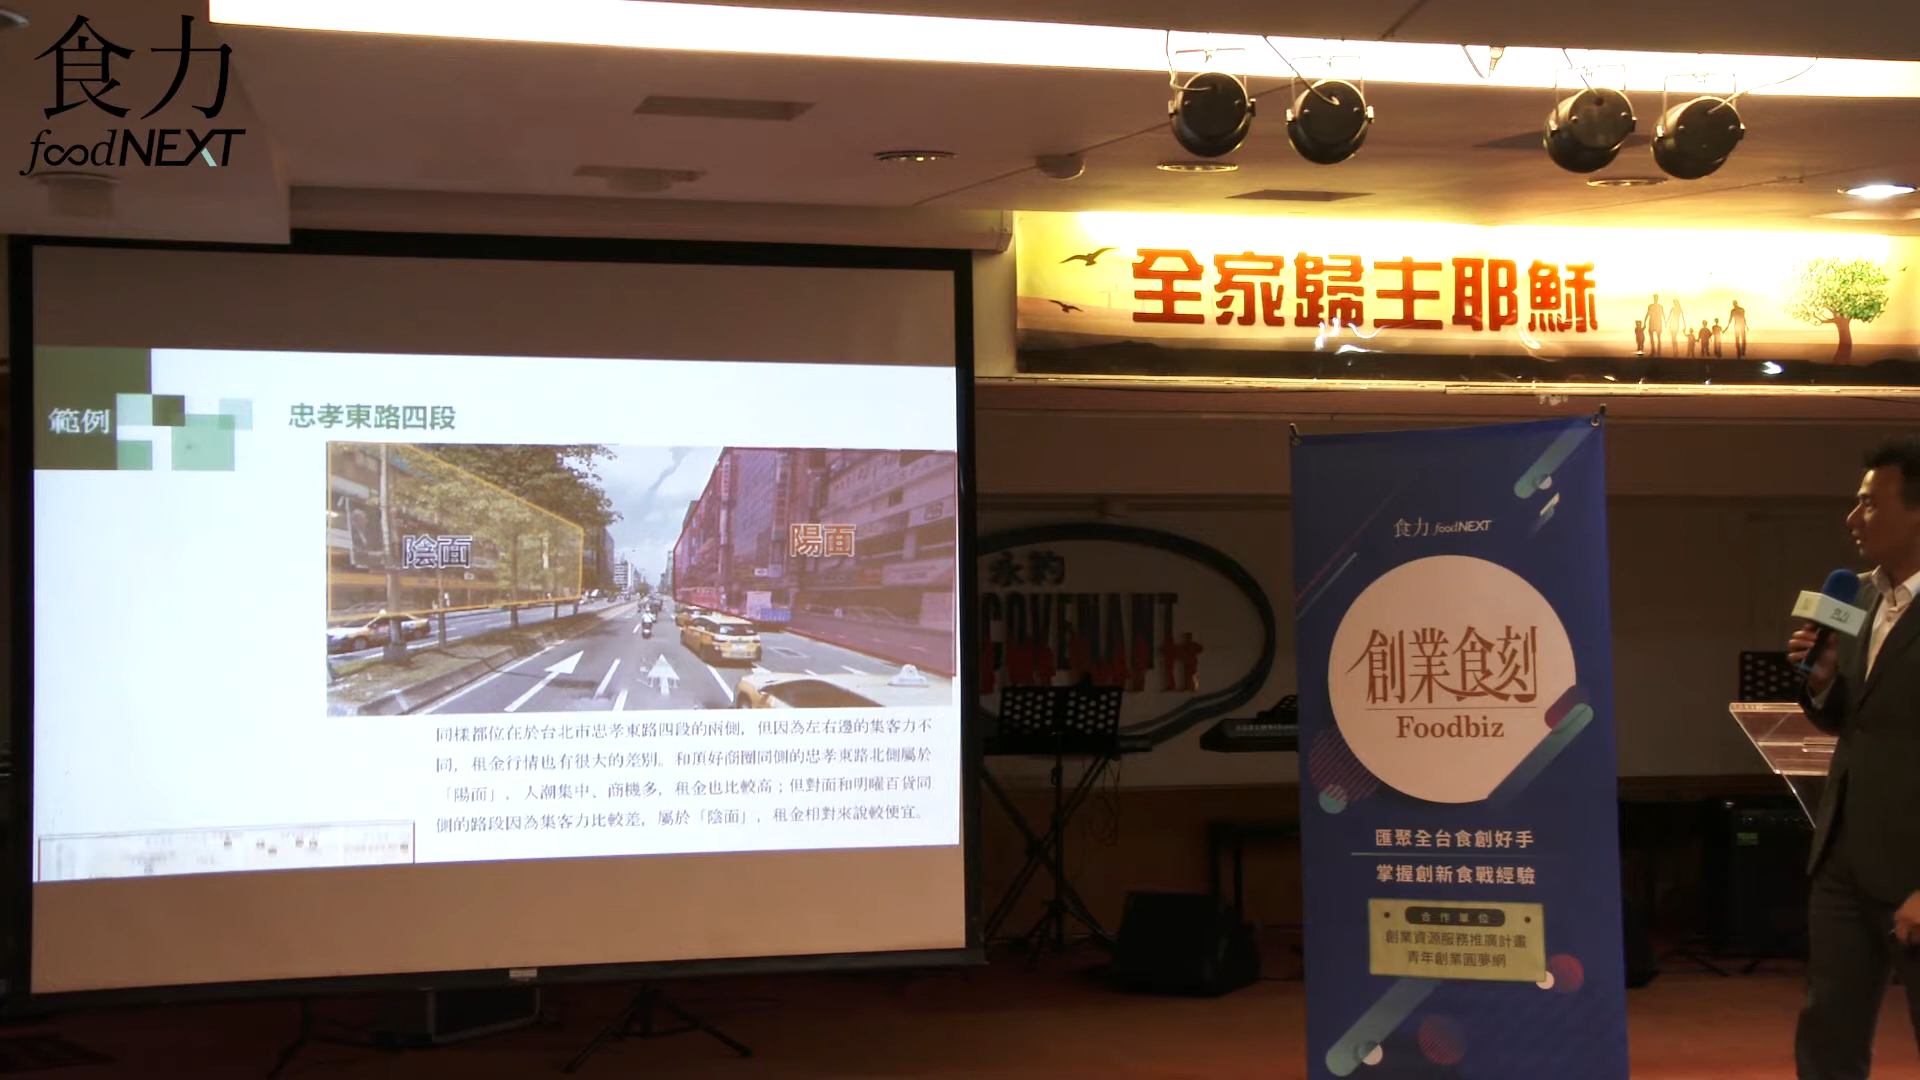 食力
foodNEXT
全家歸主耶穌
範例
忠孝東路四段
陰面
陽面
同樣都位在於台北市忠孝東路四段的兩側，但因為左右邊的集客力不
同，租金行情也有很大的差別。和頂好商圈同側的忠孝東路北側屬於
「陽面」，人潮集中、商機多，租金也比較高；但對面和明曜百貨同
側的路段因為集客力比較差，屬於「陰面」，租金相對來說較便宜。
永約
COVENANT
食力 foodNEXT
創業食刻
Foodbiz
匯聚全台食創好手
掌握創新食戰經驗
合作單位
創業資源服務推廣計畫
青年創業圓夢網
食力